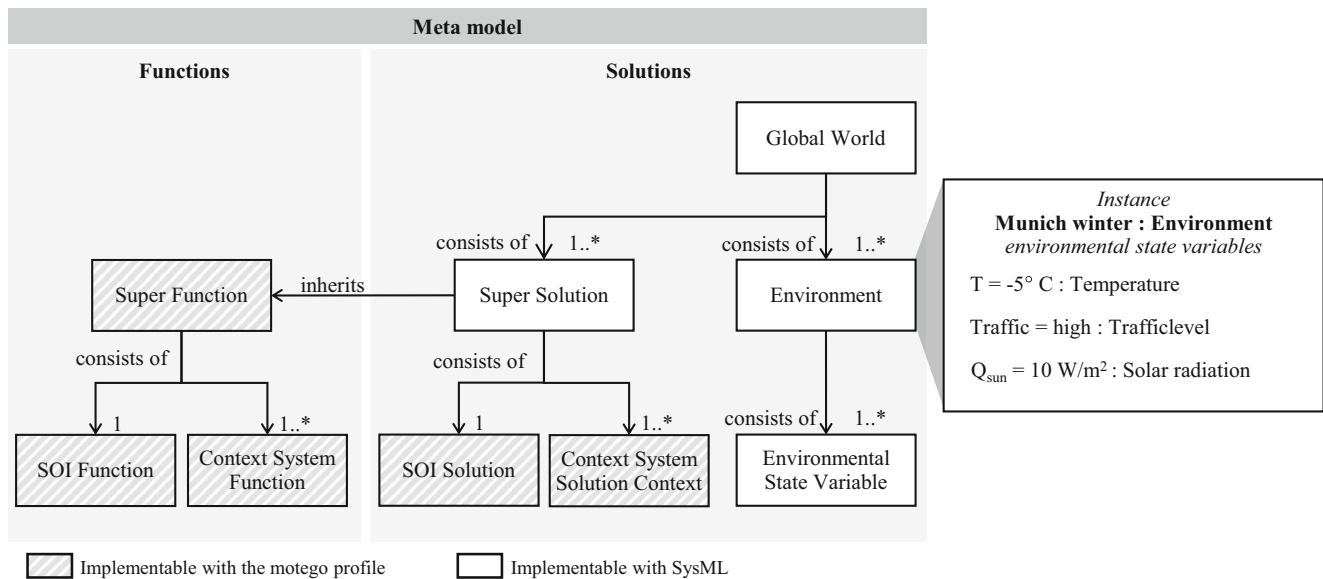 Meta model
Functions
Solutions
Global World
consists of
1..*
consists of
1..*
Super Function
inherits
Super Solution
Environment
consists of
1
1..*
consists of
1
1..*
consists of
1..*
SOI Function
Context System
Function
SOI Solution
Context System
Solution Context
Environmental
State Variable
Instance
Munich winter : Environment
environmental state variables
T = -5° C : Temperature
Traffic = high : Trafficlevel
Qsun = 10 W/m² : Solar radiation
Implementable with the motego profile
Implementable with SysML